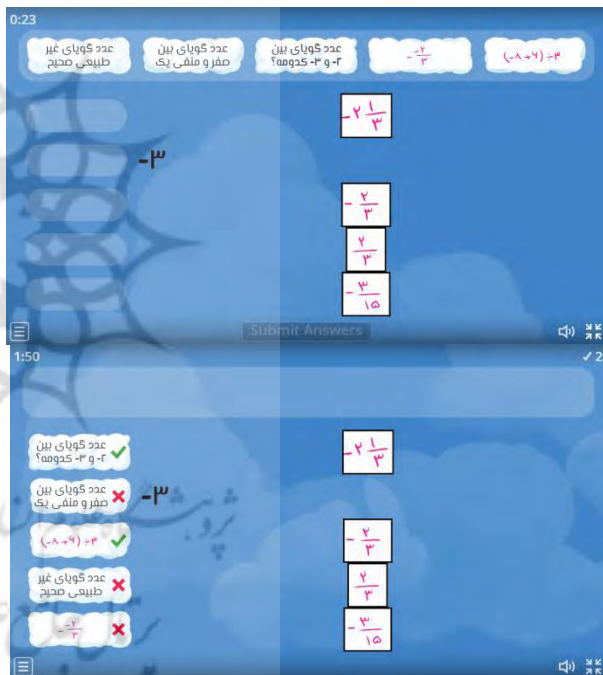 0:23
عدد گویای غیر
طبیعی صحیح
عدد گویای بین
صفر و منفی یک
عدد گویای بین
۲- و ۳- کدومه؟
- -۲/۳
(-۸+۶)÷۳
-۲ ۱/۳
-۳
- ۲/۳
۲/۳
- ۳/۱۵
Submit Answers
1:50
✓ 2
عدد گویای بین
۲- و ۳- کدومه؟
-۲ ۱/۳
عدد گویای بین
صفر و منفی یک
-۳
(-۸+۶)÷۳
- ۲/۳
عدد گویای غیر
طبیعی صحیح
۲/۳
- -۲/۳
- ۳/۱۵